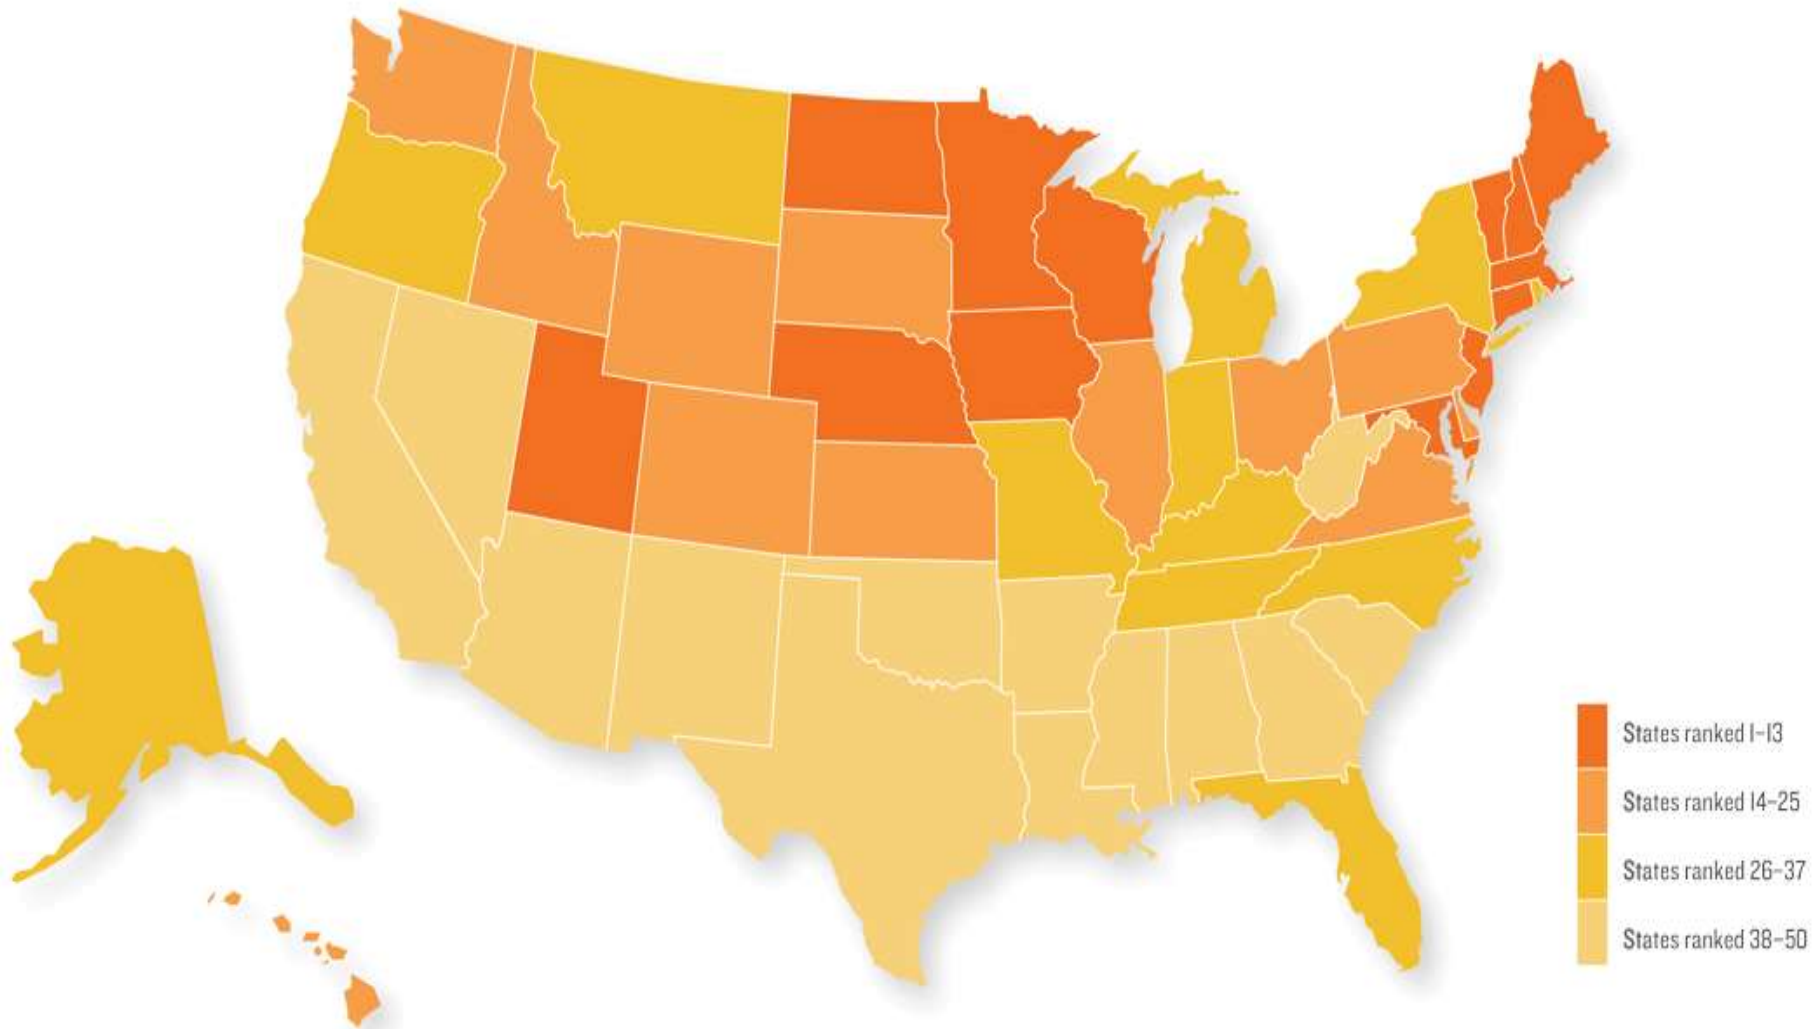 States ranked 1-13
States ranked 14-25
States ranked 26-37
States ranked 38-50